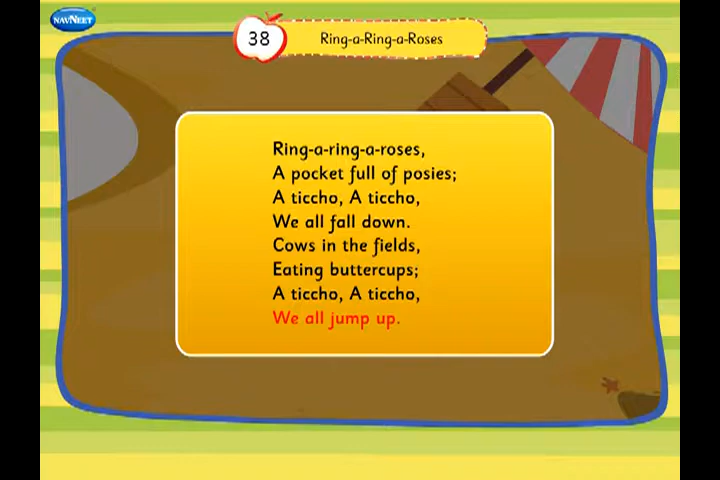 NAVNEET
38
Ring-a-Ring-a-Roses
Ring-a-ring-a-roses,
A pocket full of posies;
A ticcho, A ticcho,
We all fall down.
Cows in the fields,
Eating buttercups;
A ticcho, A ticcho,
We all jump up.